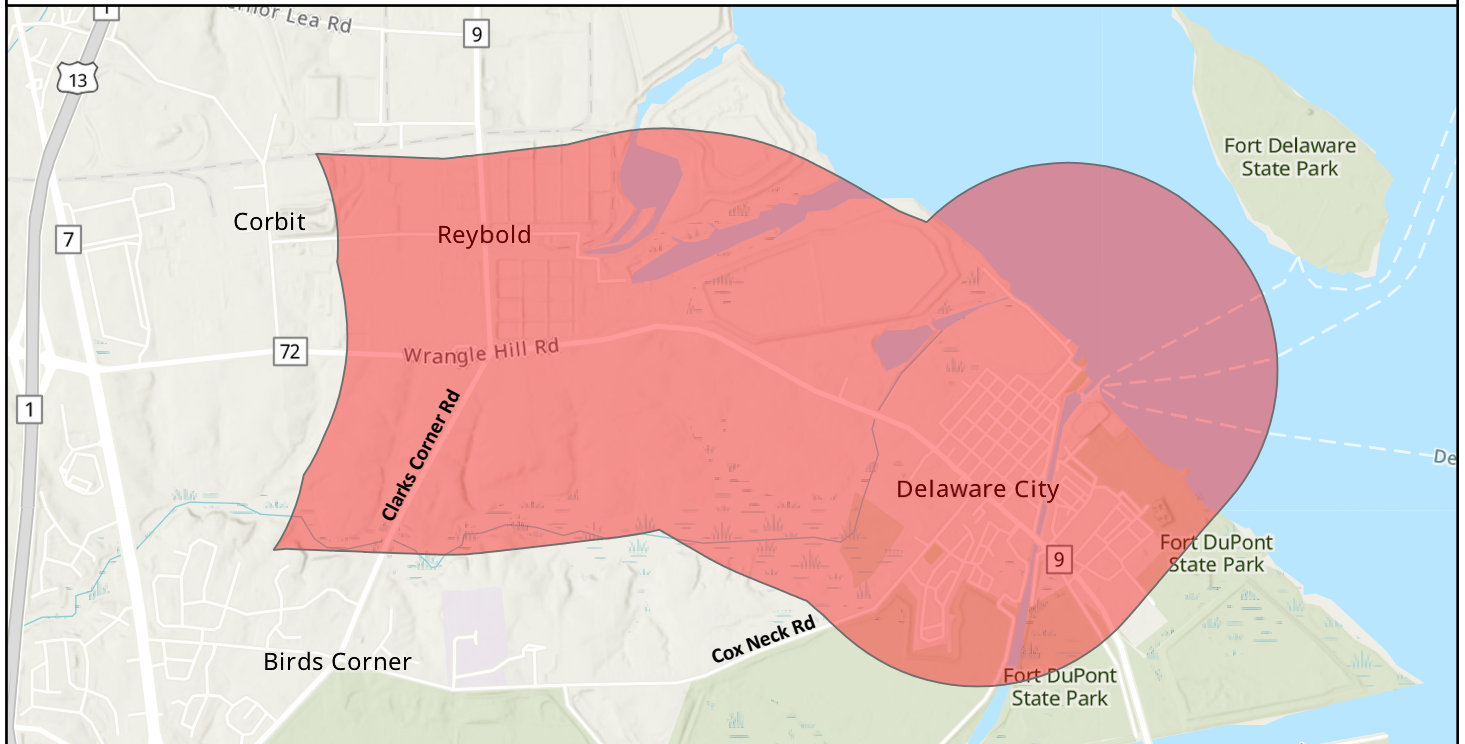 1
Lea Rd
9
13
Fort Delaware
State Park
Corbit
Reybold
7
72
Wrangle Hill Rd
1
Clarks Corner Rd
De
Delaware City
9
Fort DuPont
State Park
Cox Neck Rd
Birds Corner
Fort DuPont
State Park